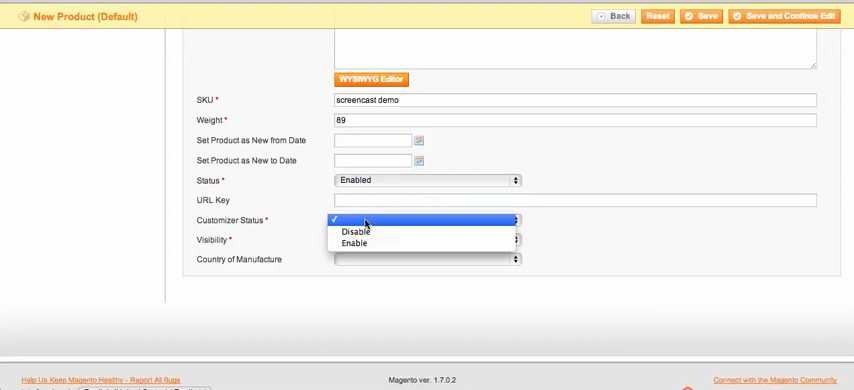 New Product (Default)
Back
Reset
Save
Save and Continue Edit
WYSIWYG Editor
SKU *
screencast demo
Weight *
89
Set Product as New from Date
Set Product as New to Date
Status *
Enabled
URL Key
Customizer Status *
Disable
Enable
Visibility *
Country of Manufacture
Help Us Keep Magento Healthy - Report All Bugs
Magento ver. 1.7.0.2
Connect with the Magento Community